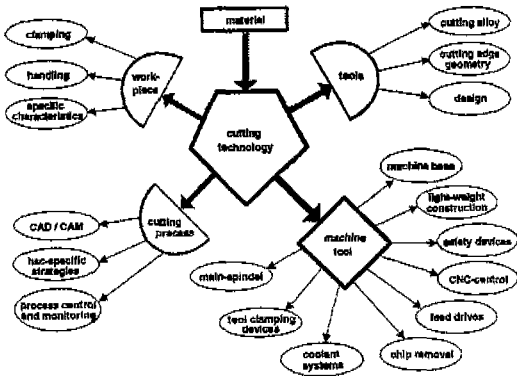 material
clamping
handling
specific
characteristics
work-
piece
tools
cutting alloy
cutting edge
geometry
design
cutting
technology
cutting
process
CAD / CAM
hsc-specific
strategies
process control
and monitoring
machine
tool
machine base
light-weight
construction
safety devices
CNC-control
feed drives
chip removal
coolant
systems
tool clamping
devices
main-spindel